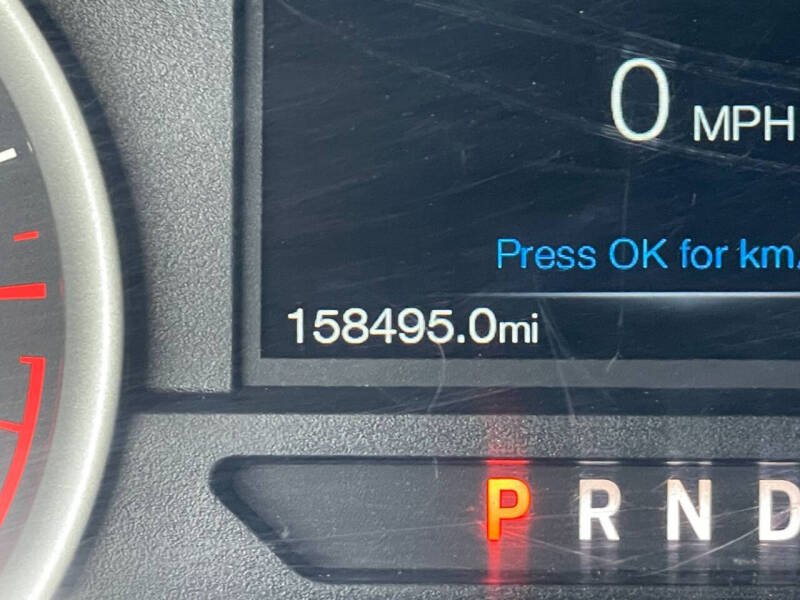 0 MPH
Press OK for km/
158495.0mi
P R N D